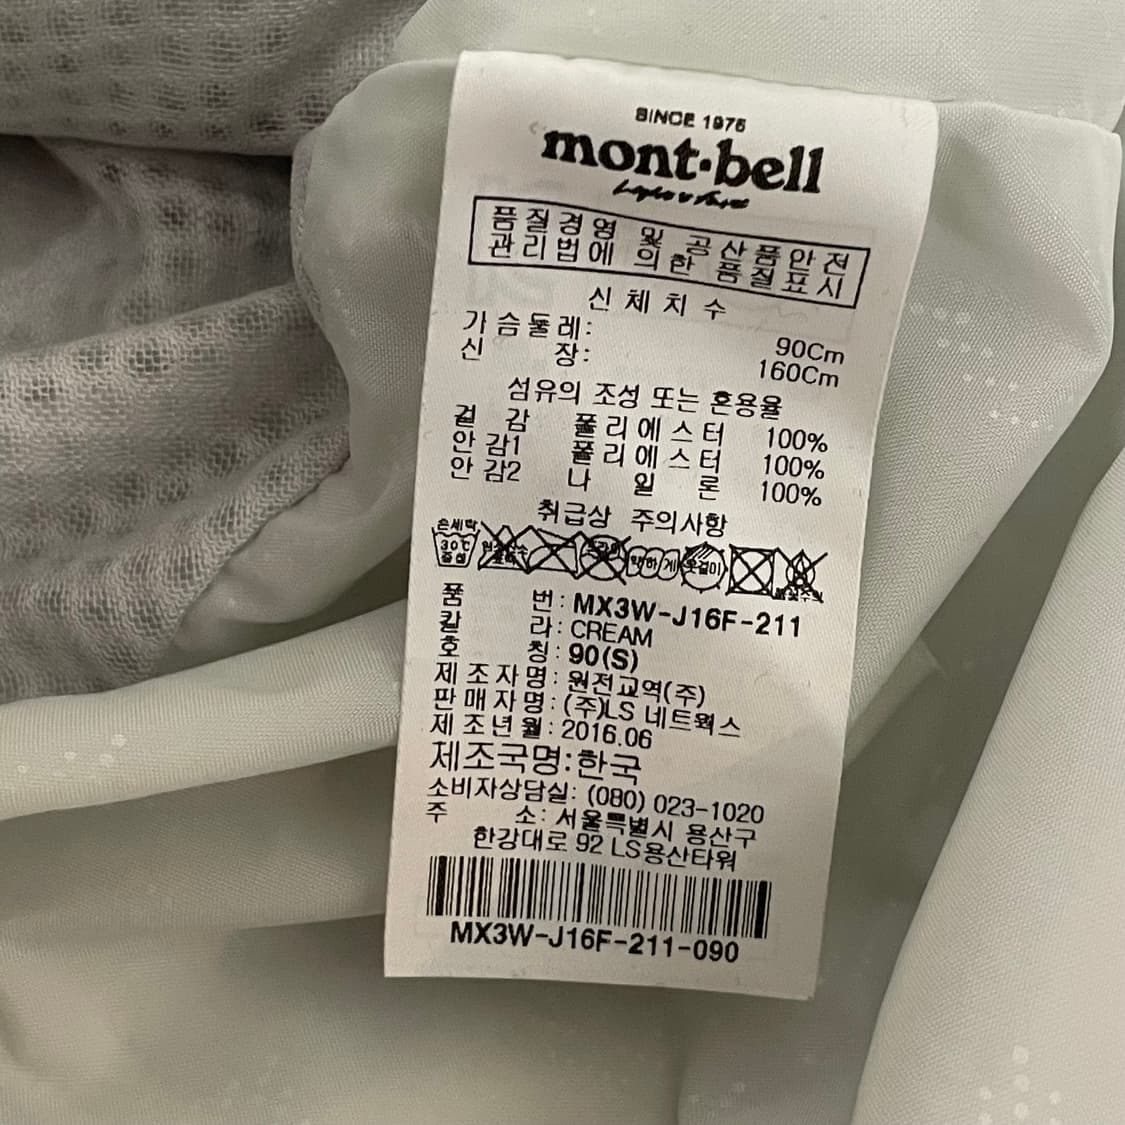 SINCE 1975
mont·bell
품질경영 및 공산품안전
관리법에 의한 품질표시
신체치수
가슴둘레: 90Cm
신 장: 160Cm
섬유의 조성 또는 혼용율
겉 감 폴리에스터 100%
안 감1 폴리에스터 100%
안 감2 나 일 론 100%
취급상 주의사항
손세탁
30℃
중성
약하게
옷걸이
품 번: MX3W-J16F-211
칼 라: CREAM
호 칭: 90(S)
제조자명: 원전교역(주)
판매자명: (주)LS 네트웍스
제조년월: 2016.06
제조국명: 한국
소비자상담실: (080) 023-1020
주 소: 서울특별시 용산구
한강대로 92 LS용산타워
MX3W-J16F-211-090